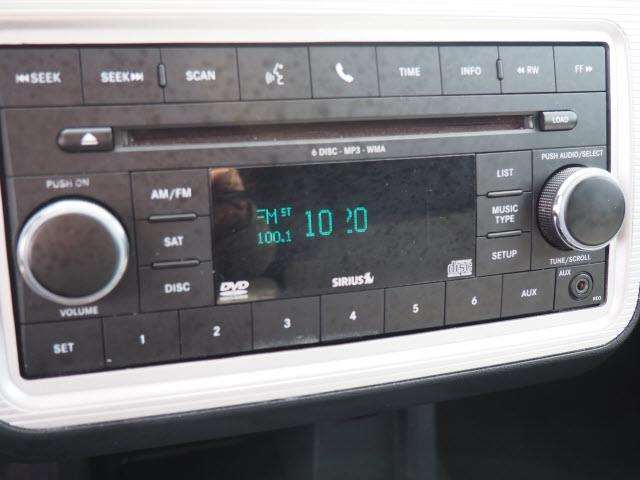 ⏮SEEK SEEK⏭ SCAN TIME INFO ◂◂ RW FF ▸▸
LOAD
6 DISC - MP3 - WMA
PUSH ON
VOLUME
AM/FM
SAT
DISC
FM ST
100.1
10 20
DVD
SIRIUS
LIST
MUSIC
TYPE
SETUP
PUSH AUDIO/SELECT
TUNE/SCROLL
AUX
SET 1 2 3 4 5 6 AUX